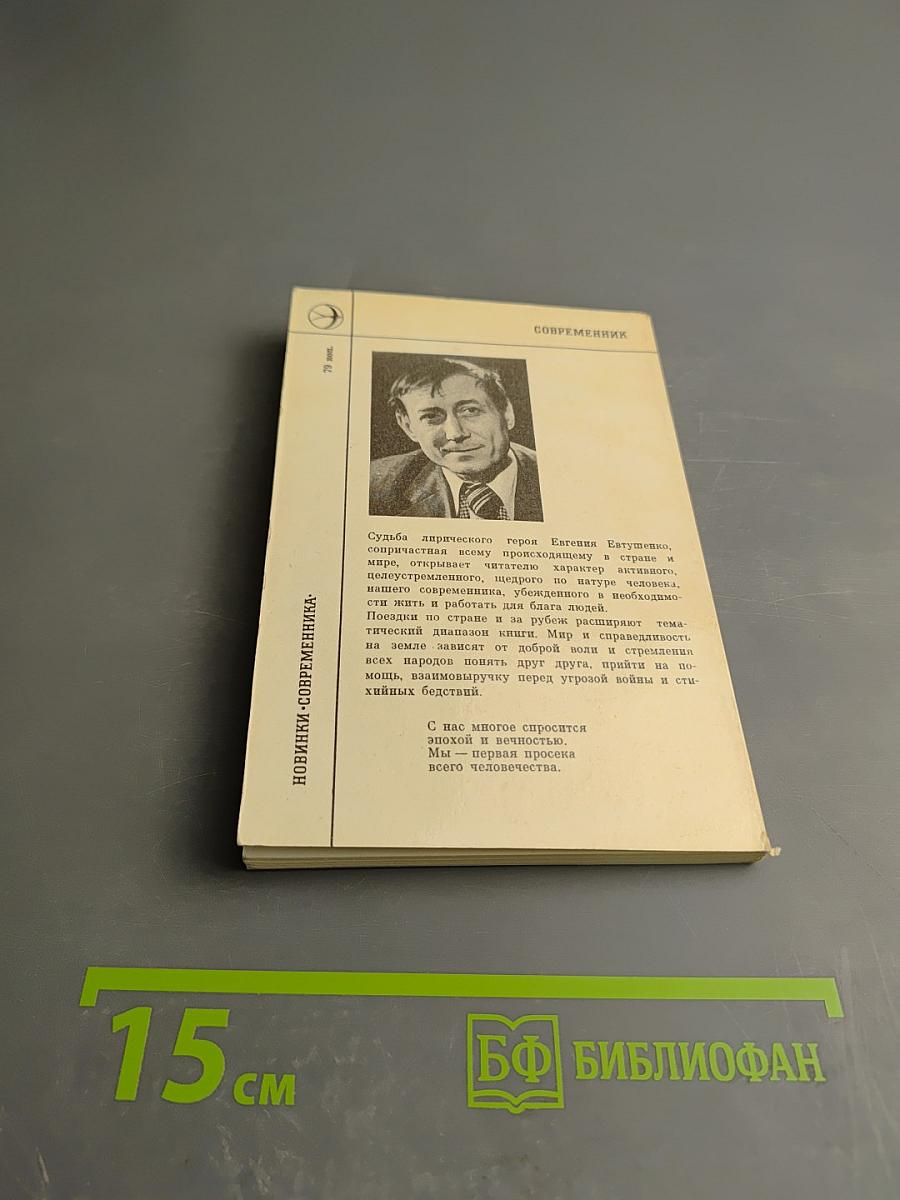 СОВРЕМЕННИК
79 коп.
НОВИНКИ •СОВРЕМЕННИКА•
Судьба лирического героя Евгения Евтушенко,
сопричастная всему происходящему в стране и
мире, открывает читателю характер активного,
целеустремленного, щедрого по натуре человека,
нашего современника, убежденного в необходимо-
сти жить и работать для блага людей.
Поездки по стране и за рубеж расширяют тема-
тический диапазон книги. Мир и справедливость
на земле зависят от доброй воли и стремления
всех народов понять друг друга, прийти на по-
мощь, взаимовыручку перед угрозой войны и сти-
хийных бедствий.
С нас многое спросится
эпохой и вечностью.
Мы — первая просека
всего человечества.
15 см
БФ БИБЛИОФАН